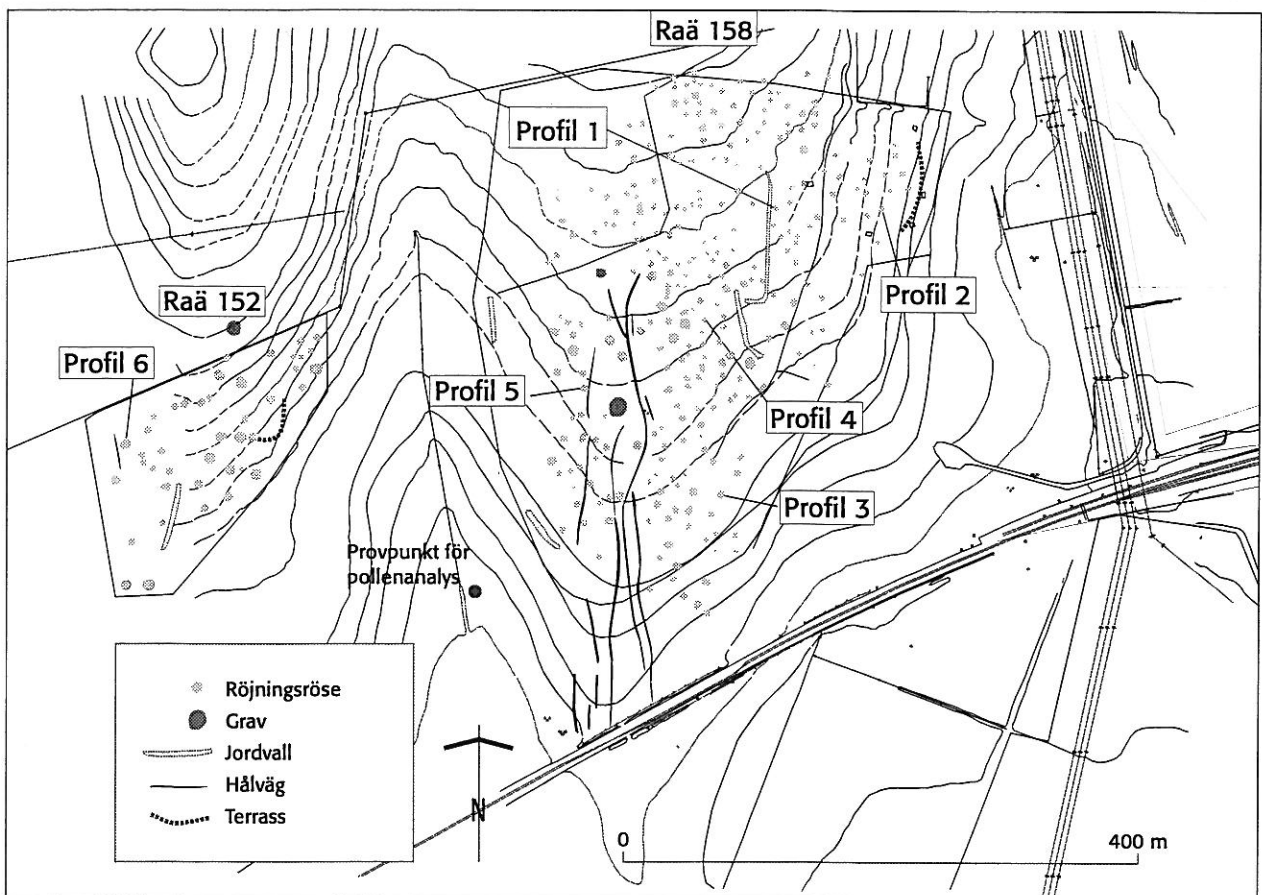 Raä 158
Profil 1
Raä 152
Profil 2
Profil 6
Profil 5
Profil 4
Profil 3
Provpunkt för
pollenanalys
Röjningsröse
Grav
Jordvall
Hålväg
Terrass
N
0
400 m